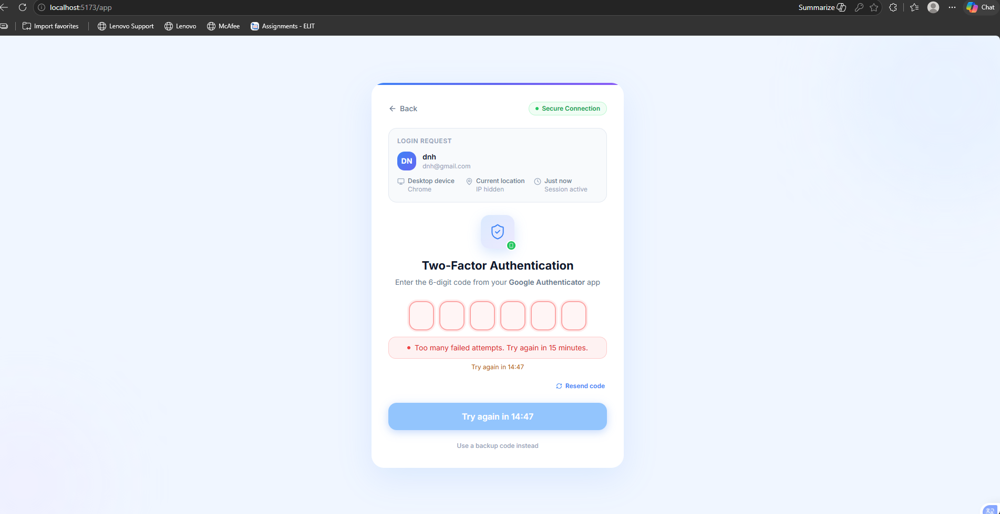 localhost:5173/app
Summarize
Chat
Import favorites
Lenovo Support
Lenovo
McAfee
Assignments - ELIT
Back
Secure Connection
LOGIN REQUEST
DN
dnh
dnh@gmail.com
Desktop device
Chrome
Current location
IP hidden
Just now
Session active
Two-Factor Authentication
Enter the 6-digit code from your Google Authenticator app
Too many failed attempts. Try again in 15 minutes.
Try again in 14:47
Resend code
Try again in 14:47
Use a backup code instead